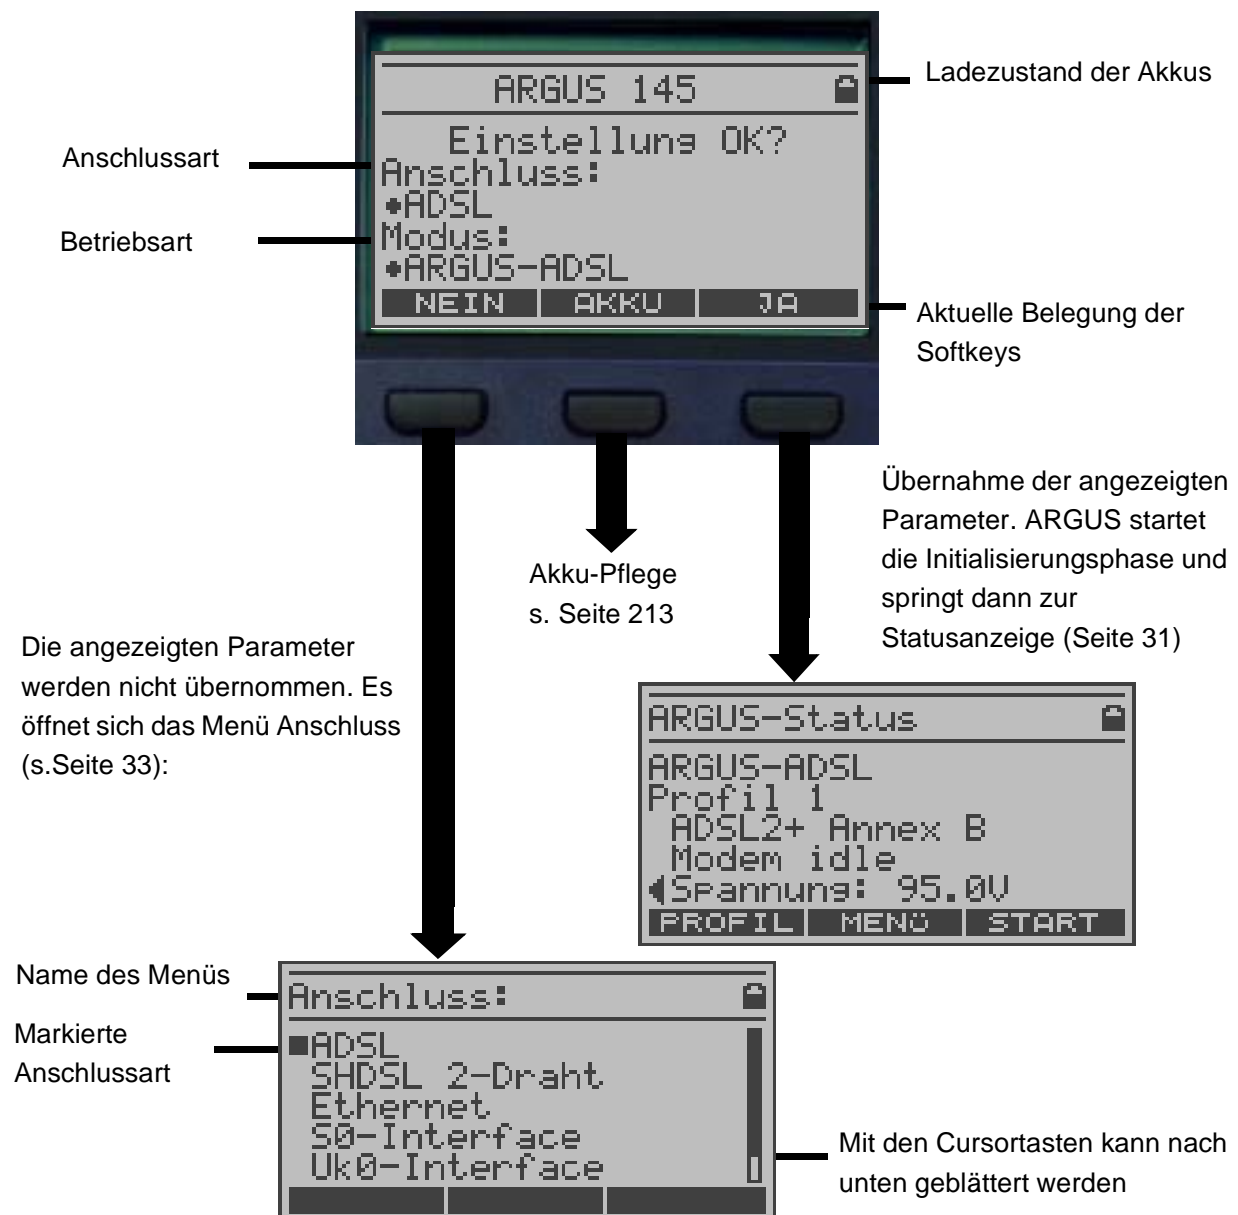 ARGUS 145
Ladezustand der Akkus
Einstellung OK?
Anschlussart
Anschluss:
ADSL
Betriebsart
Modus:
ARGUS-ADSL
NEIN AKKU JA
Aktuelle Belegung der
Softkeys
Übernahme der angezeigten
Parameter. ARGUS startet
die Initialisierungsphase und
springt dann zur
Statusanzeige (Seite 31)
Akku-Pflege
s. Seite 213
Die angezeigten Parameter
werden nicht übernommen. Es
öffnet sich das Menü Anschluss
(s.Seite 33):
ARGUS-Status
ARGUS-ADSL
Profil 1
ADSL2+ Annex B
Modem idle
Spannung: 95.0V
PROFIL MENÜ START
Name des Menüs
Anschluss:
Markierte
Anschlussart
ADSL
SHDSL 2-Draht
Ethernet
S0-Interface
Uk0-Interface
Mit den Cursortasten kann nach
unten geblättert werden